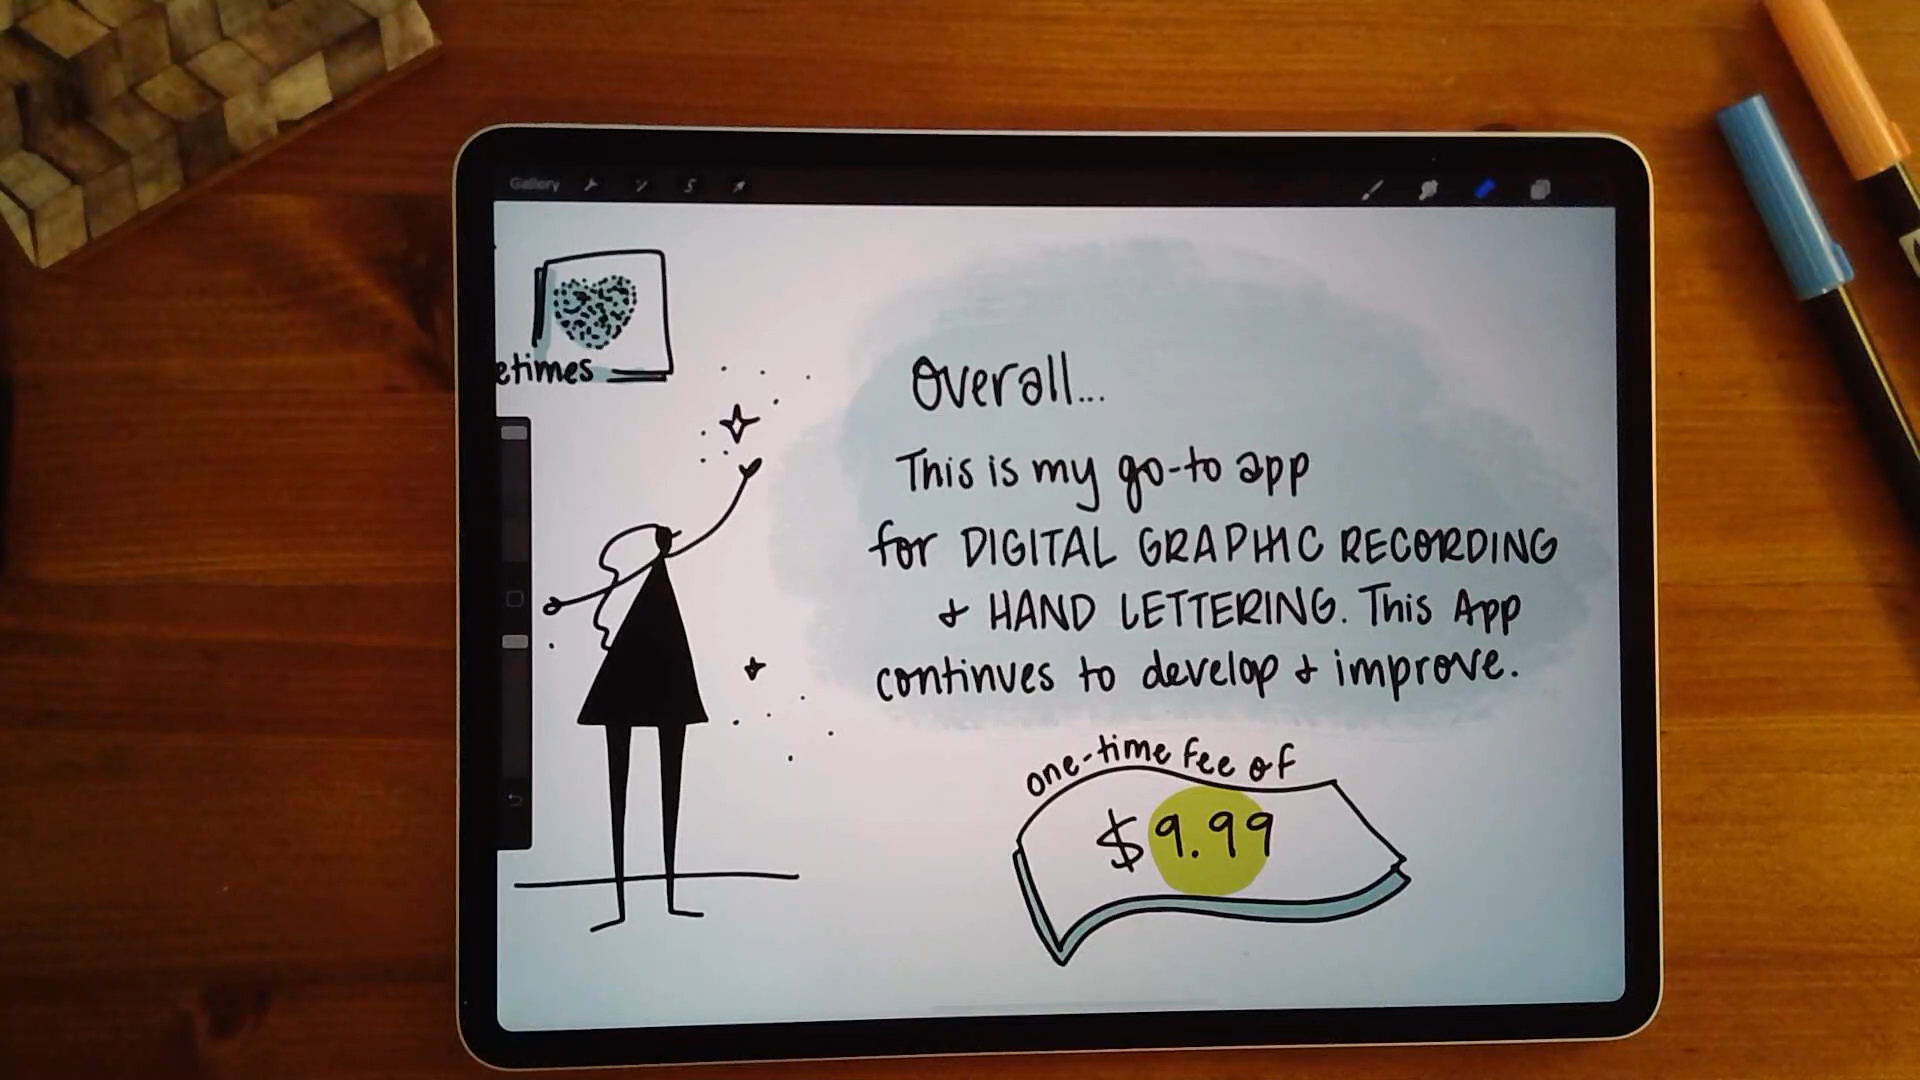 Gallery
etimes
Overall...
This is my go-to app
for DIGITAL GRAPHIC RECORDING
& HAND LETTERING. This App
continues to develop & improve.
one-time fee of
$9.99